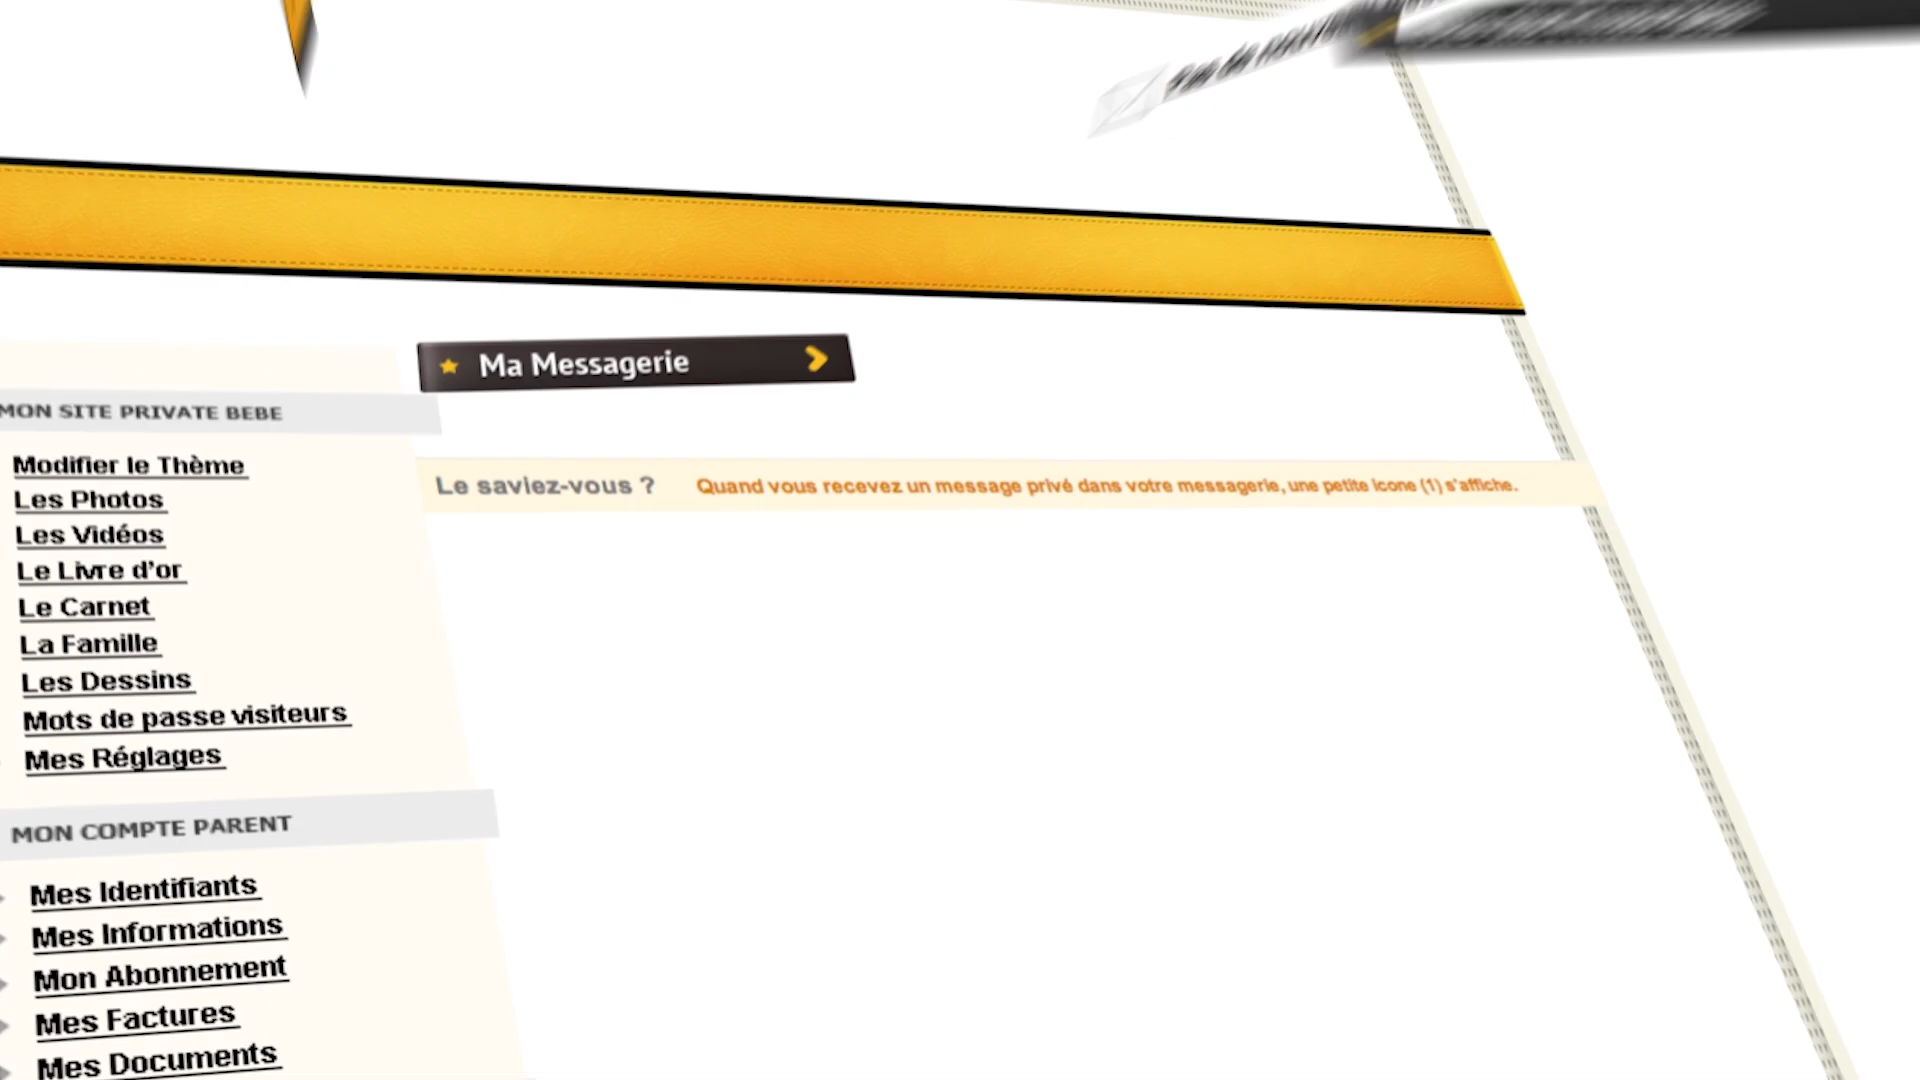 Ma Messagerie
MON SITE PRIVATE BEBE
Modifier le Thème
Les Photos
Les Vidéos
Le Livre d'or
Le Carnet
La Famille
Les Dessins
Mots de passe visiteurs
Mes Réglages
Le saviez-vous ? Quand vous recevez un message privé dans votre messagerie, une petite icone (1) s'affiche.
MON COMPTE PARENT
Mes Identifiants
Mes Informations
Mon Abonnement
Mes Factures
Mes Documents